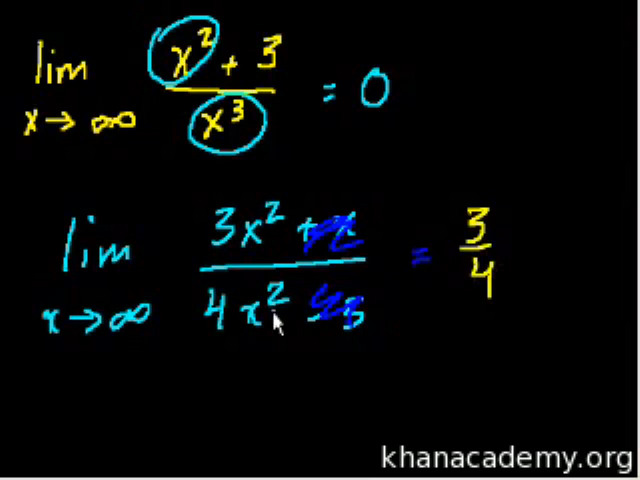 lim x→∞ (x² + 3)/x³ = 0
lim x→∞ (3x² +)/(4x²) = 3/4
khanacademy.org